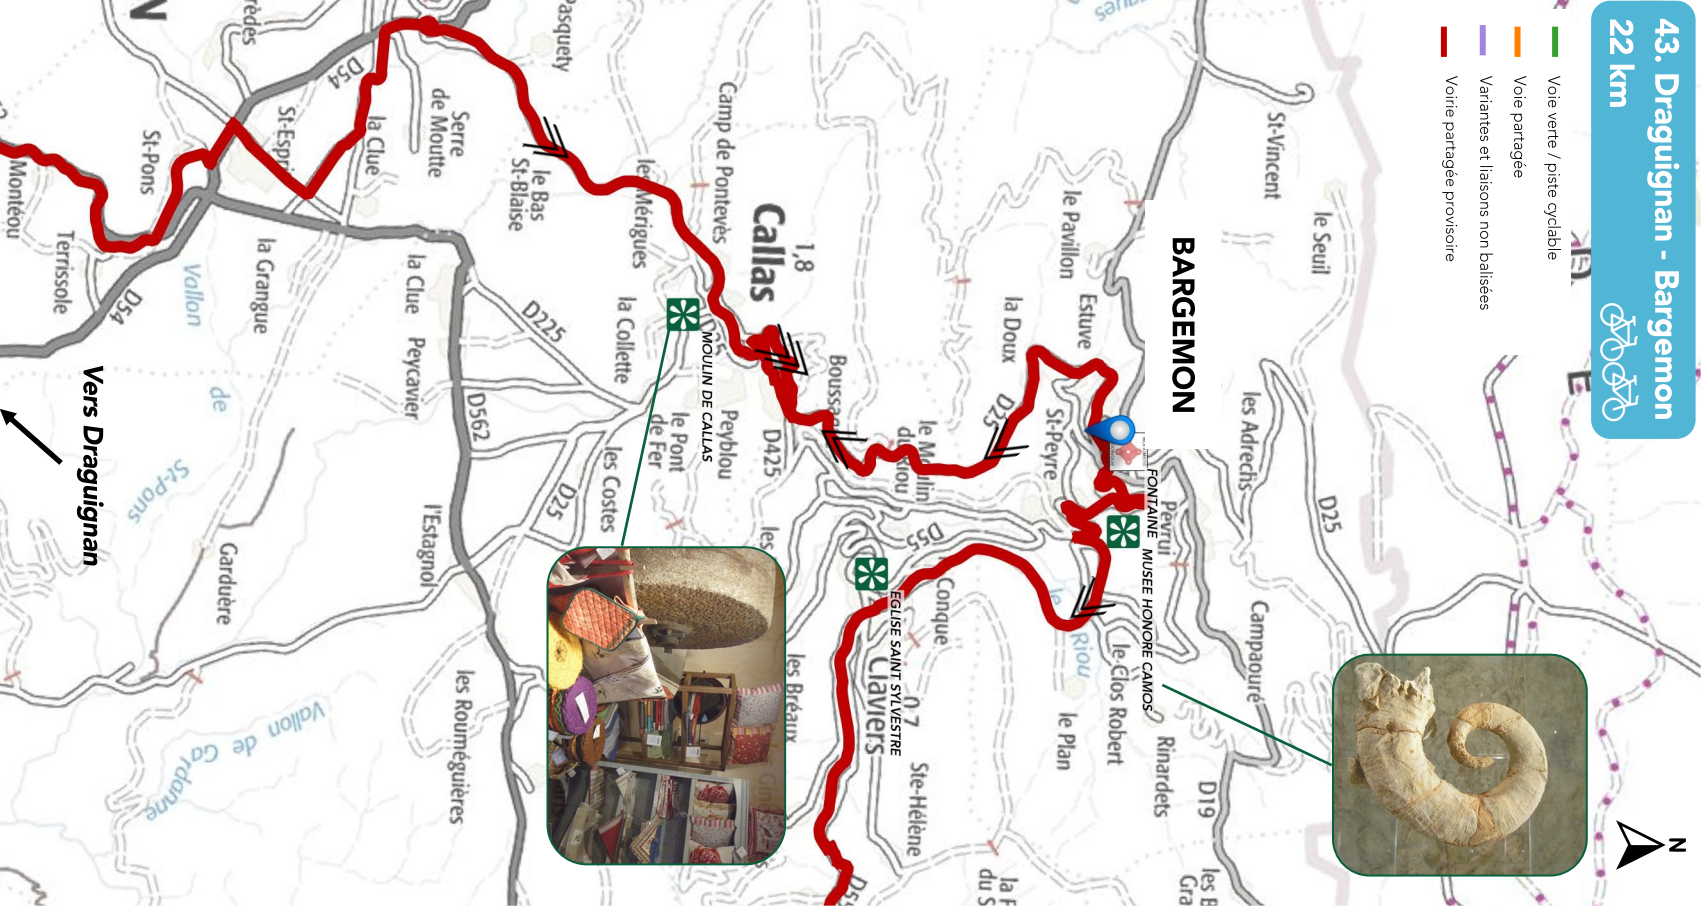 43. Draguignan - Bargemon
22 km
Voie verte / piste cyclable
Voie partagée
Variantes et liaisons non balisées
Voirie partagée provisoire
N
BARGEMON
St-Vincent
le Seuil
les Adrechs
D25
Campaouré
le Pavillon
Estuve
la Doux
D25
St-Peyre
FONTAINE
MUSEE HONORE CAMOS
le Riou
le-Clos Robert
le Plan
Rinardets
D19
Callas
1,8
Camp de Pontevès
D425
D55
EGLISE SAINT SYLVESTRE
Claviers
0,7
Conque
Ste-Hélène
les Bréaux
MOULIN DE CALLAS
Peyblou
le Pont
de Fer
les Costes
la Collette
D225
D25
les Mérigues
le Bas
St-Blaise
Serre
de Moutte
la Clue
D54
St-Pons
la Grangue
la Clue
Peycavier
D562
l'Estagnol
les Rouméguières
Garduère
Vallon
de
St-Pons
Vallon de Gardanne
Terrissole
D54
Montéou
Vers Draguignan